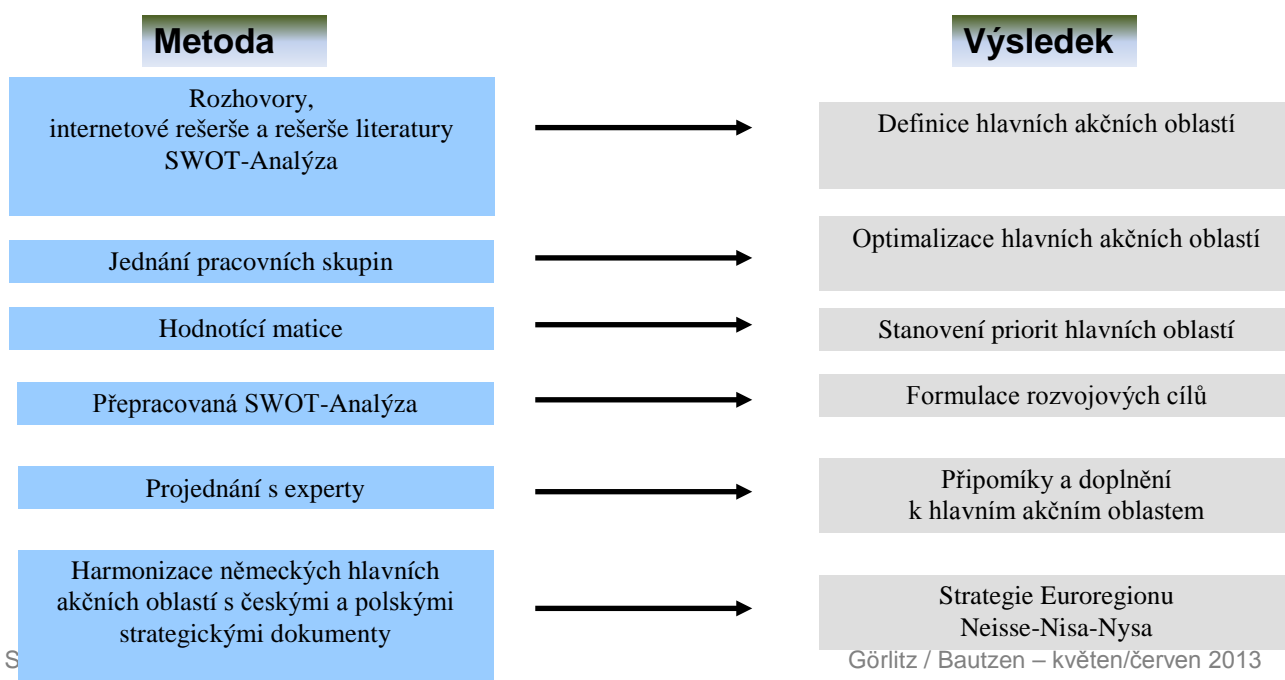 Metoda
Výsledek
Rozhovory,
internetové rešerše a rešerše literatury
SWOT-Analýza
Definice hlavních akčních oblastí
Jednání pracovních skupin
Optimalizace hlavních akčních oblastí
Hodnotící matice
Stanovení priorit hlavních oblastí
Přepracovaná SWOT-Analýza
Formulace rozvojových cílů
Projednání s experty
Připomíky a doplnění
k hlavním akčním oblastem
Harmonizace německých hlavních
akčních oblastí s českými a polskými
strategickými dokumenty
Strategie Euroregionu
Neisse-Nisa-Nysa
S
Görlitz / Bautzen – květen/červen 2013